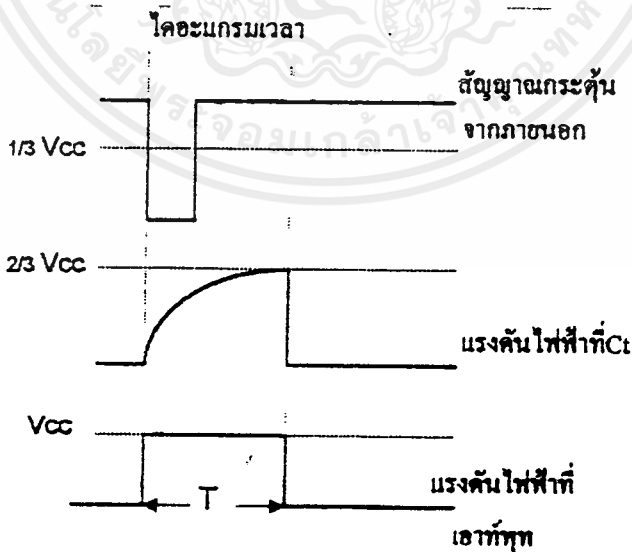 ไดอะแกรมเวลา
สัญญาณกระตุ้น
จากภายนอก
1/3 Vcc
2/3 Vcc
แรงดันไฟฟ้าที่Ct
Vcc
T
แรงดันไฟฟ้าที่
เอาท์พุท